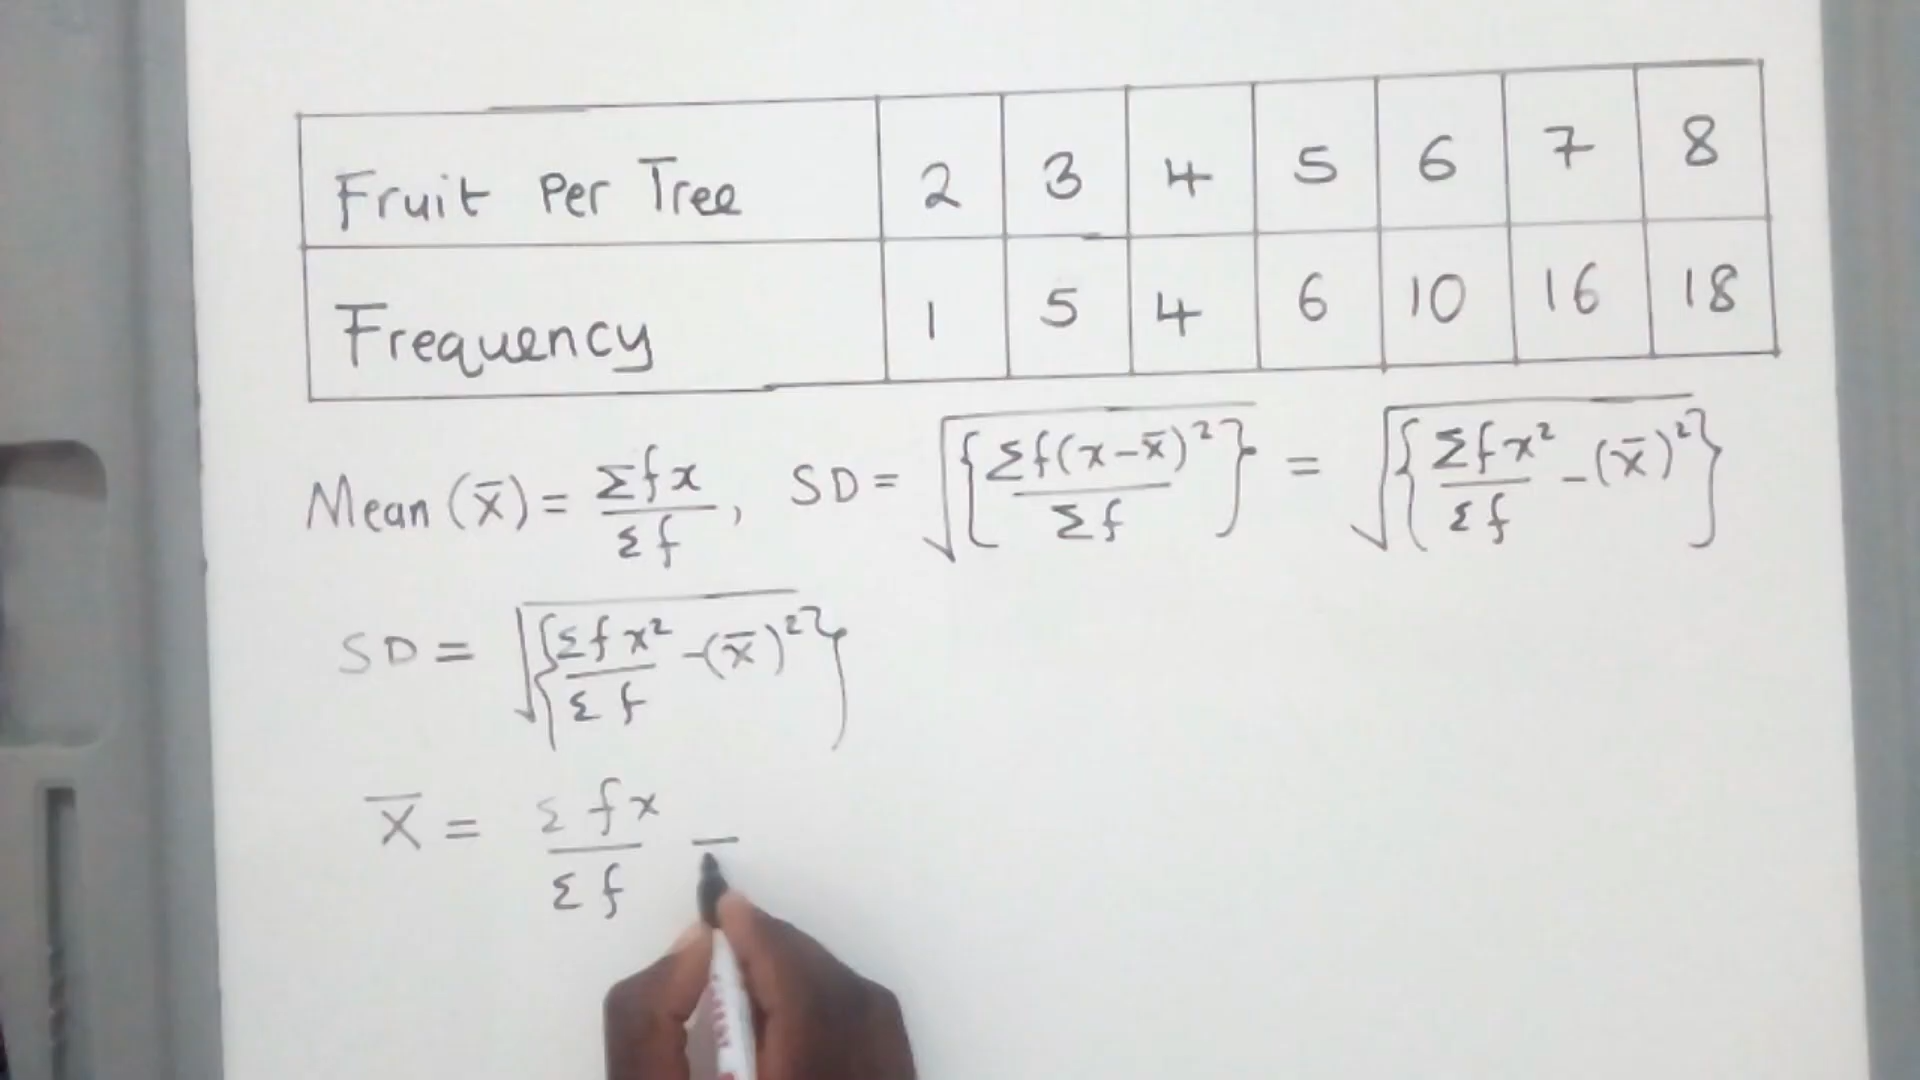 Fruit Per Tree 2 3 4 5 6 7 8
Frequency 1 5 4 6 10 16 18
Mean (x̄) = Σfx/Σf, SD = √{Σf(x-x̄)²/Σf} = √{Σfx²/Σf - (x̄)²}
SD = √{Σfx²/Σf - (x̄)²}
x̄ = Σfx/Σf